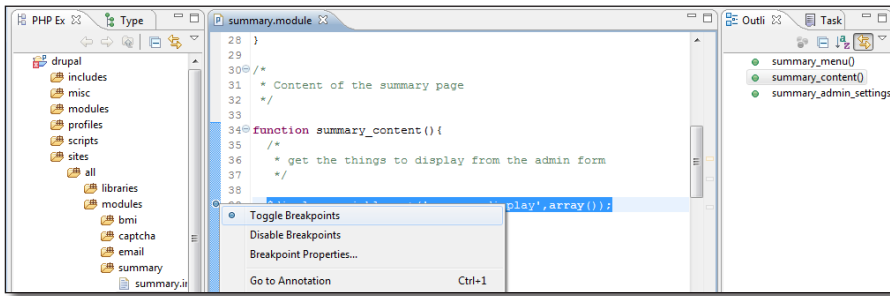 PHP Ex
Type
drupal
includes
misc
modules
profiles
scripts
sites
all
libraries
modules
bmi
captcha
email
summary
summary.in
summary.module
28 }
29
30 /*
31 * Content of the summary page
32 */
33
34 function summary_content(){
35 /*
36 * get the things to display from the admin form
37 */
38
play',array());
Toggle Breakpoints
Disable Breakpoints
Breakpoint Properties...
Go to Annotation Ctrl+1
Outli
Task
summary_menu()
summary_content()
summary_admin_settings